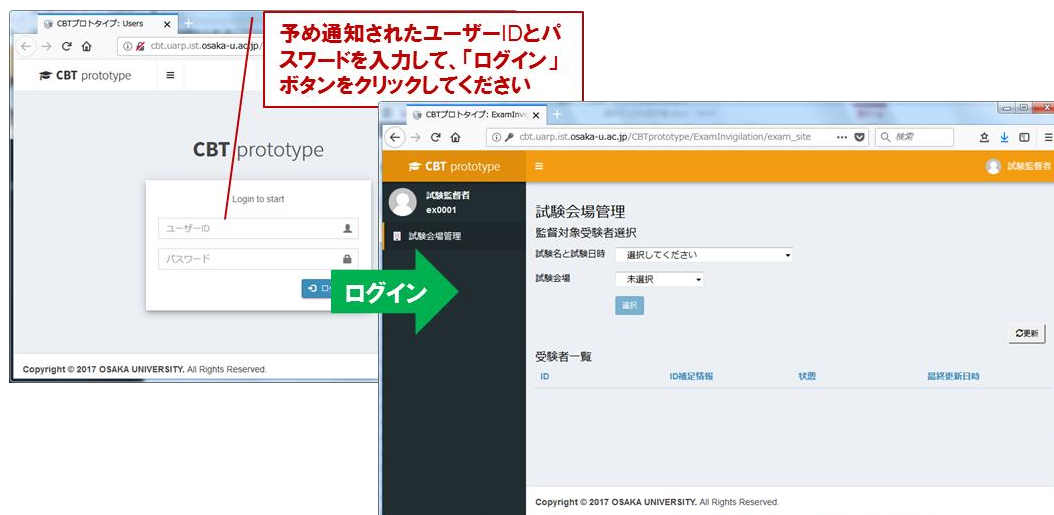 CBTプロトタイプ: Users
cbt.uarp.ist.osaka-u.ac.jp/
CBT prototype
CBT prototype
Login to start
ユーザーID
パスワード
Copyright © 2017 OSAKA UNIVERSITY. All Rights Reserved.
予め通知されたユーザーIDとパ
スワードを入力して、「ログイン」
ボタンをクリックしてください
ログイン
CBTプロトタイプ: ExamInvi
cbt.uarp.ist.osaka-u.ac.jp/CBTprototype/ExamInvigilation/exam_site
検索
CBT prototype
試験監督者
試験監督者
ex0001
試験会場管理
試験会場管理
監督対象受験者選択
試験名と試験日時 選択してください
試験会場 未選択
選択
更新
受験者一覧
ID ID補足情報 状態 最終更新日時
Copyright © 2017 OSAKA UNIVERSITY. All Rights Reserved.